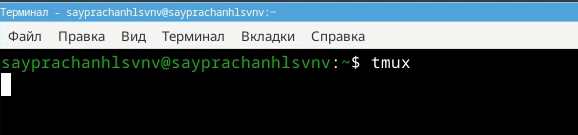 Терминал - sayprachanhlsvnv@sayprachanhlsvnv:~
Файл Правка Вид Терминал Вкладки Справка
sayprachanhlsvnv@sayprachanhlsvnv:~$ tmux